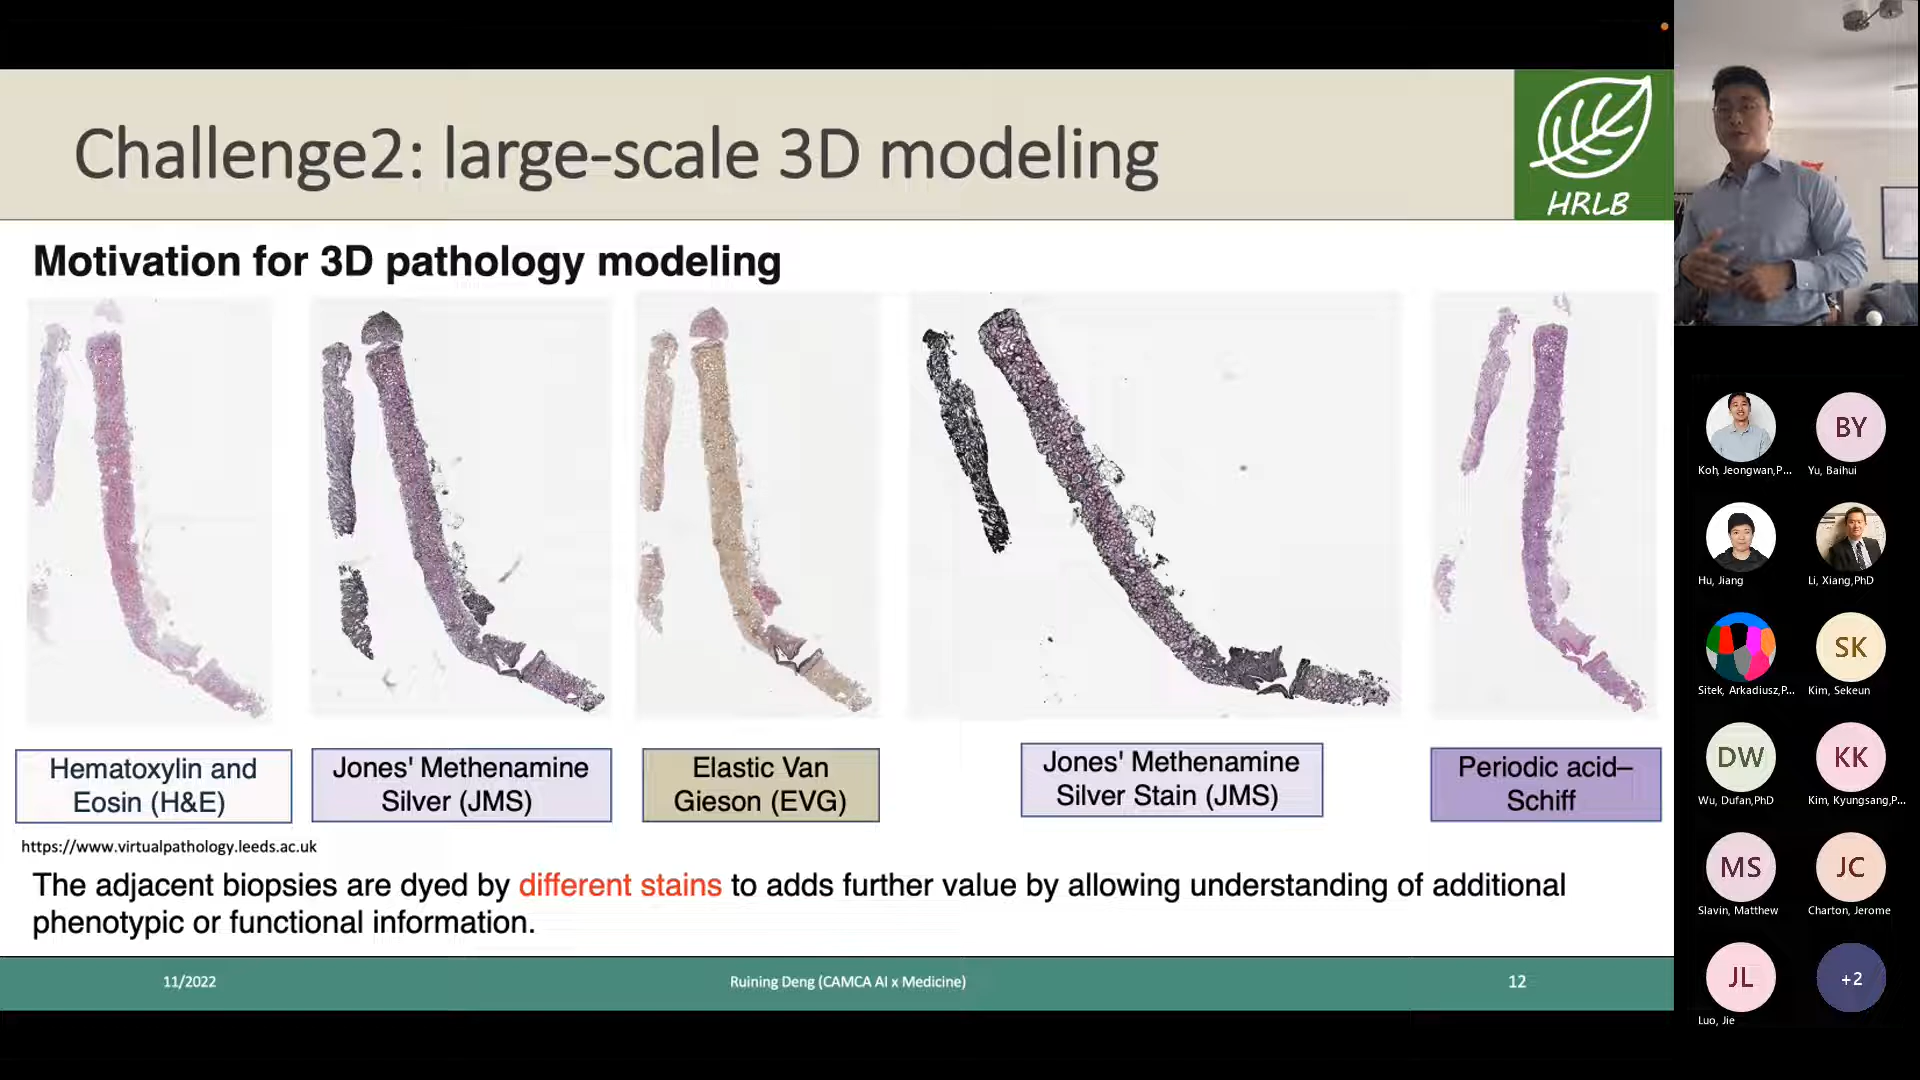 Challenge2: large-scale 3D modeling
HRLB
Motivation for 3D pathology modeling
Hematoxylin and
Eosin (H&E)
Jones' Methenamine
Silver (JMS)
Elastic Van
Gieson (EVG)
Jones' Methenamine
Silver Stain (JMS)
Periodic acid–
Schiff
https://www.virtualpathology.leeds.ac.uk
The adjacent biopsies are dyed by different stains to adds further value by allowing understanding of additional
phenotypic or functional information.
11/2022
Ruining Deng (CAMCA AI x Medicine)
12
Koh, Jeongwan,P...
BY
Yu, Baihui
Hu, Jiang
Li, Xiang,PhD
Sitek, Arkadiusz,P...
SK
Kim, Sekeun
DW
Wu, Dufan,PhD
KK
Kim, Kyungsang,P...
MS
Slavin, Matthew
JC
Charton, Jerome
JL
Luo, Jie
+2